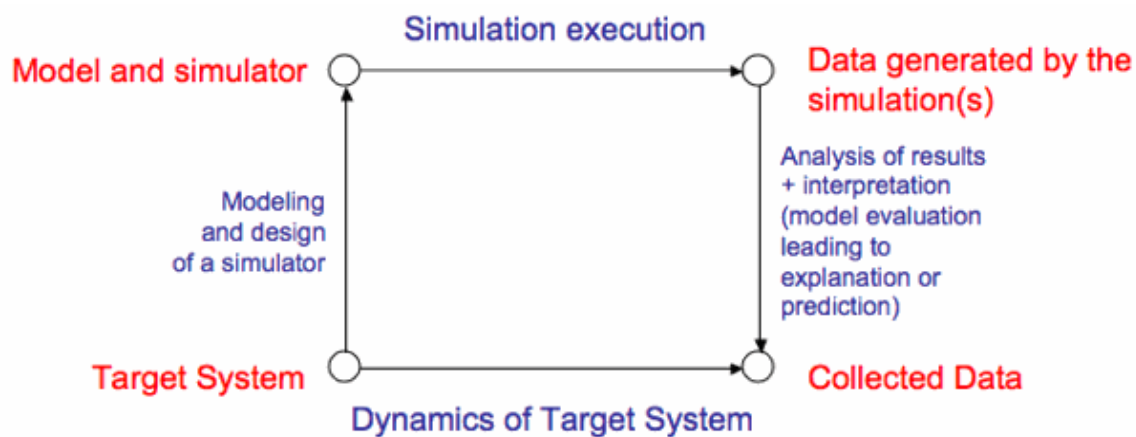 Simulation execution
Model and simulator
Data generated by the
simulation(s)
Modeling
and design
of a simulator
Analysis of results
+ interpretation
(model evaluation
leading to
explanation or
prediction)
Target System
Collected Data
Dynamics of Target System